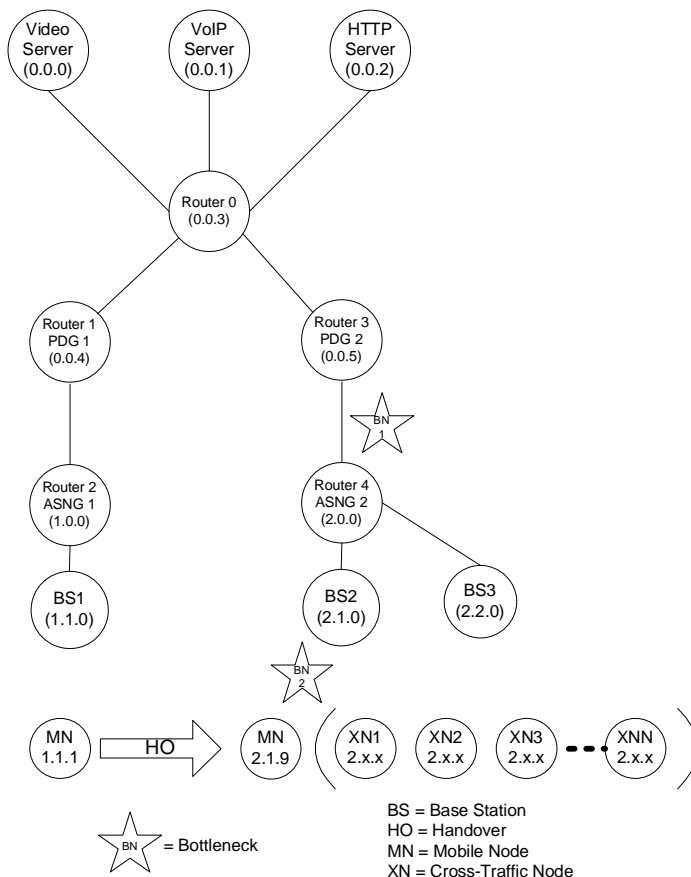 Video
Server
(0.0.0)
VoIP
Server
(0.0.1)
HTTP
Server
(0.0.2)
Router 0
(0.0.3)
Router 1
PDG 1
(0.0.4)
Router 3
PDG 2
(0.0.5)
BN
1
Router 2
ASNG 1
(1.0.0)
Router 4
ASNG 2
(2.0.0)
BS1
(1.1.0)
BS2
(2.1.0)
BS3
(2.2.0)
BN
2
MN
1.1.1
HO
MN
2.1.9
XN1
2.x.x
XN2
2.x.x
XN3
2.x.x
XNN
2.x.x
BN
= Bottleneck
BS = Base Station
HO = Handover
MN = Mobile Node
XN = Cross-Traffic Node